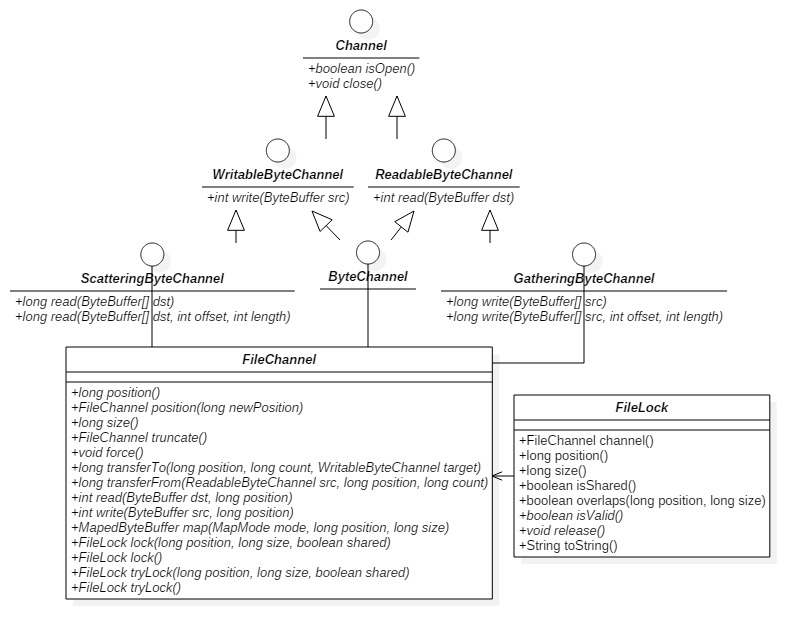 Channel
+boolean isOpen()
+void close()
WritableByteChannel
+int write(ByteBuffer src)
ReadableByteChannel
+int read(ByteBuffer dst)
ScatteringByteChannel
+long read(ByteBuffer[] dst)
+long read(ByteBuffer[] dst, int offset, int length)
ByteChannel
GatheringByteChannel
+long write(ByteBuffer[] src)
+long write(ByteBuffer[] src, int offset, int length)
FileChannel
+long position()
+FileChannel position(long newPosition)
+long size()
+FileChannel truncate()
+void force()
+long transferTo(long position, long count, WritableByteChannel target)
+long transferFrom(ReadableByteChannel src, long position, long count)
+int read(ByteBuffer dst, long position)
+int write(ByteBuffer src, long position)
+MapedByteBuffer map(MapMode mode, long position, long size)
+FileLock lock(long position, long size, boolean shared)
+FileLock lock()
+FileLock tryLock(long position, long size, boolean shared)
+FileLock tryLock()
FileLock
+FileChannel channel()
+long position()
+long size()
+boolean isShared()
+boolean overlaps(long position, long size)
+boolean isValid()
+void release()
+String toString()